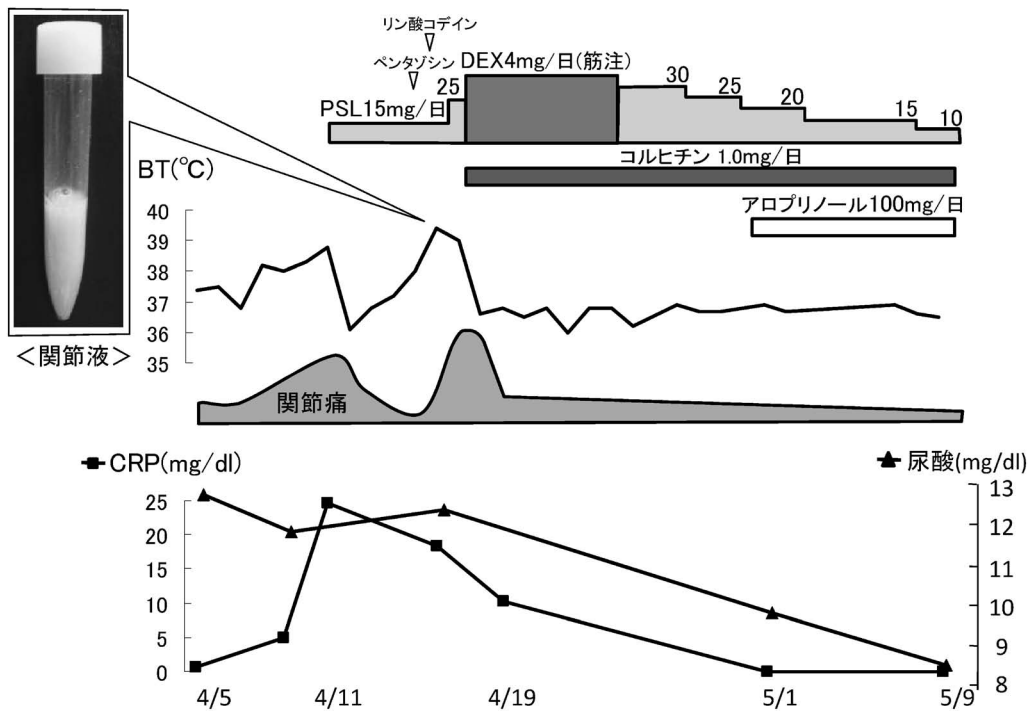 リン酸コデイン
ペンタゾシン
DEX4mg/日(筋注)
25
30
25
20
15
10
PSL15mg/日
コルヒチン 1.0mg/日
アロプリノール100mg/日
BT(℃)
40
39
38
37
36
35
<関節液>
関節痛
CRP(mg/dl)
尿酸(mg/dl)
25
20
15
10
5
0
13
12
11
10
9
8
4/5
4/11
4/19
5/1
5/9